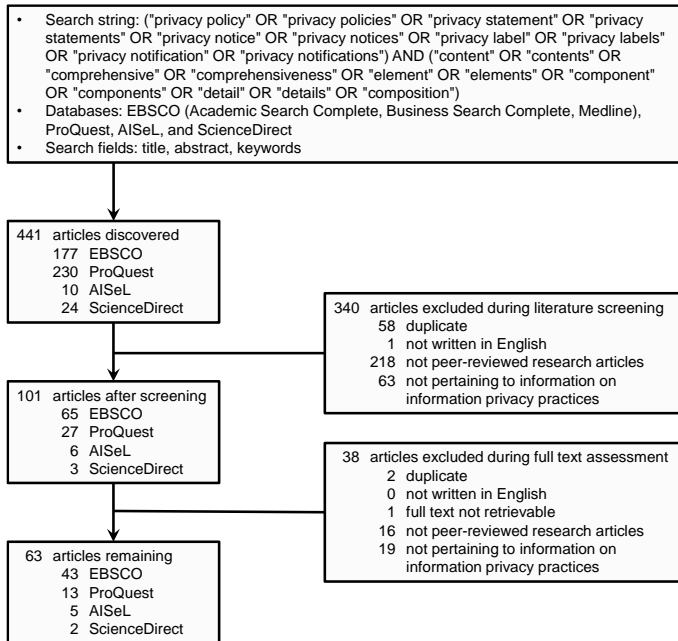 • Search string: ("privacy policy" OR "privacy policies" OR "privacy statement" OR "privacy
statements" OR "privacy notice" OR "privacy notices" OR "privacy label" OR "privacy labels"
OR "privacy notification" OR "privacy notifications") AND ("content" OR "contents" OR
"comprehensive" OR "comprehensiveness" OR "element" OR "elements" OR "component"
OR "components" OR "detail" OR "details" OR "composition")
• Databases: EBSCO (Academic Search Complete, Business Search Complete, Medline),
ProQuest, AISeL, and ScienceDirect
• Search fields: title, abstract, keywords
441 articles discovered
177 EBSCO
230 ProQuest
10 AISeL
24 ScienceDirect
340 articles excluded during literature screening
58 duplicate
1 not written in English
218 not peer-reviewed research articles
63 not pertaining to information on
information privacy practices
101 articles after screening
65 EBSCO
27 ProQuest
6 AISeL
3 ScienceDirect
38 articles excluded during full text assessment
2 duplicate
0 not written in English
1 full text not retrievable
16 not peer-reviewed research articles
19 not pertaining to information on
information privacy practices
63 articles remaining
43 EBSCO
13 ProQuest
5 AISeL
2 ScienceDirect